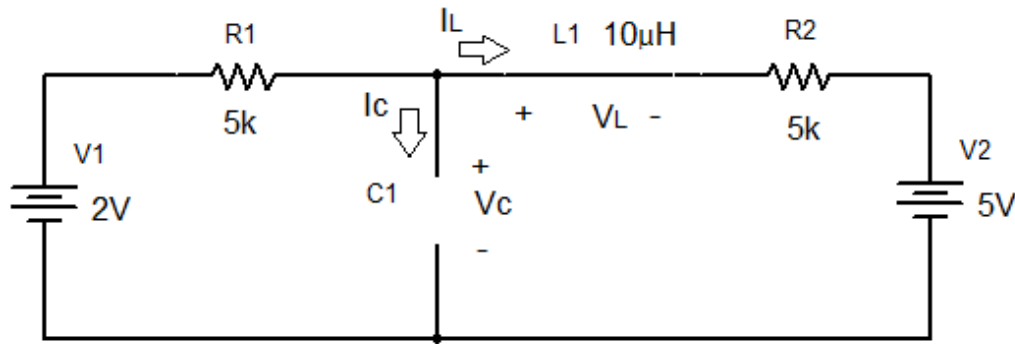 IL
R1
L1 10μH
R2
Ic
5k
+ VL -
5k
V1
2V
C1
+
Vc
-
V2
5V